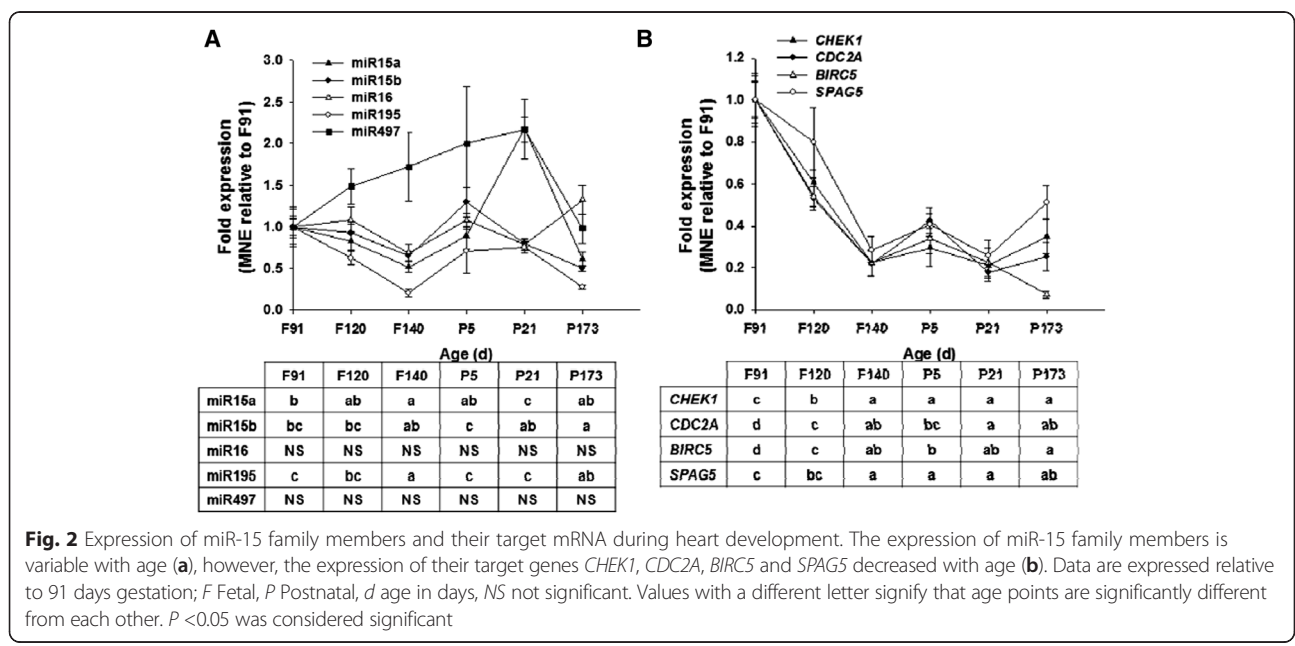 A
3.0
2.5
2.0
1.5
1.0
0.5
0.0
Fold expression
(MNE relative to F91)
miR15a
miR15b
miR16
miR195
miR497
F91 F120 F140 P5 P21 P173
Age (d)
F91 F120 F140 P5 P21 P173
miR15a b ab a ab c ab
miR15b bc bc ab c ab a
miR16 NS NS NS NS NS NS
miR195 c bc a c c ab
miR497 NS NS NS NS NS NS
B
1.2
1.0
0.8
0.6
0.4
0.2
0.0
Fold expression
(MNE relative to F91)
CHEK1
CDC2A
BIRC5
SPAG5
F91 F120 F140 P5 P21 P173
Age (d)
F91 F120 F140 P5 P21 P173
CHEK1 c b a a a a
CDC2A d c ab bc a ab
BIRC5 d c ab b ab a
SPAG5 c bc a a a ab
Fig. 2 Expression of miR-15 family members and their target mRNA during heart development. The expression of miR-15 family members is
variable with age (a), however, the expression of their target genes CHEK1, CDC2A, BIRC5 and SPAG5 decreased with age (b). Data are expressed relative
to 91 days gestation; F Fetal, P Postnatal, d age in days, NS not significant. Values with a different letter signify that age points are significantly different
from each other. P <0.05 was considered significant